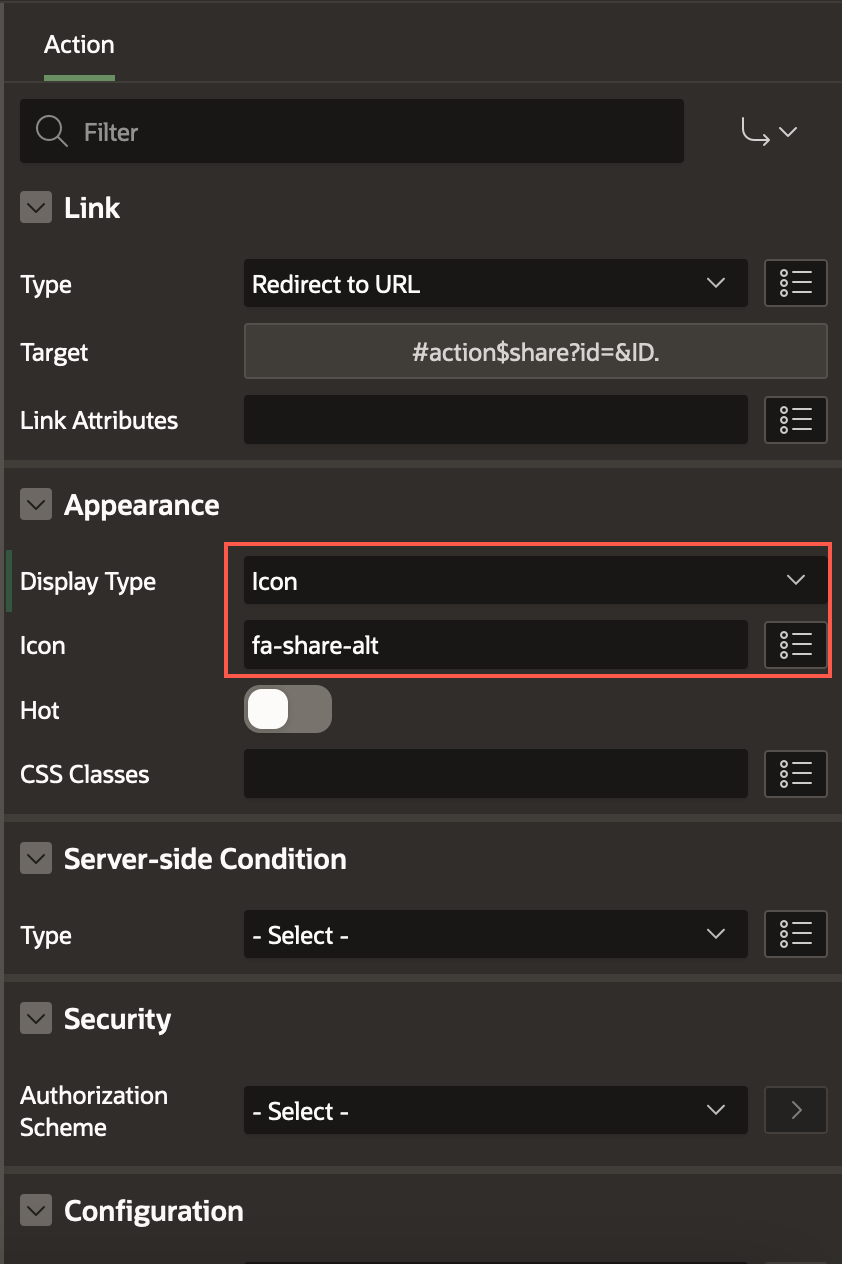 Action
Filter
Link
Type
Redirect to URL
Target
#action$share?id=&ID.
Link Attributes
Appearance
Display Type
Icon
Icon
fa-share-alt
Hot
CSS Classes
Server-side Condition
Type
- Select -
Security
Authorization
Scheme
- Select -
Configuration